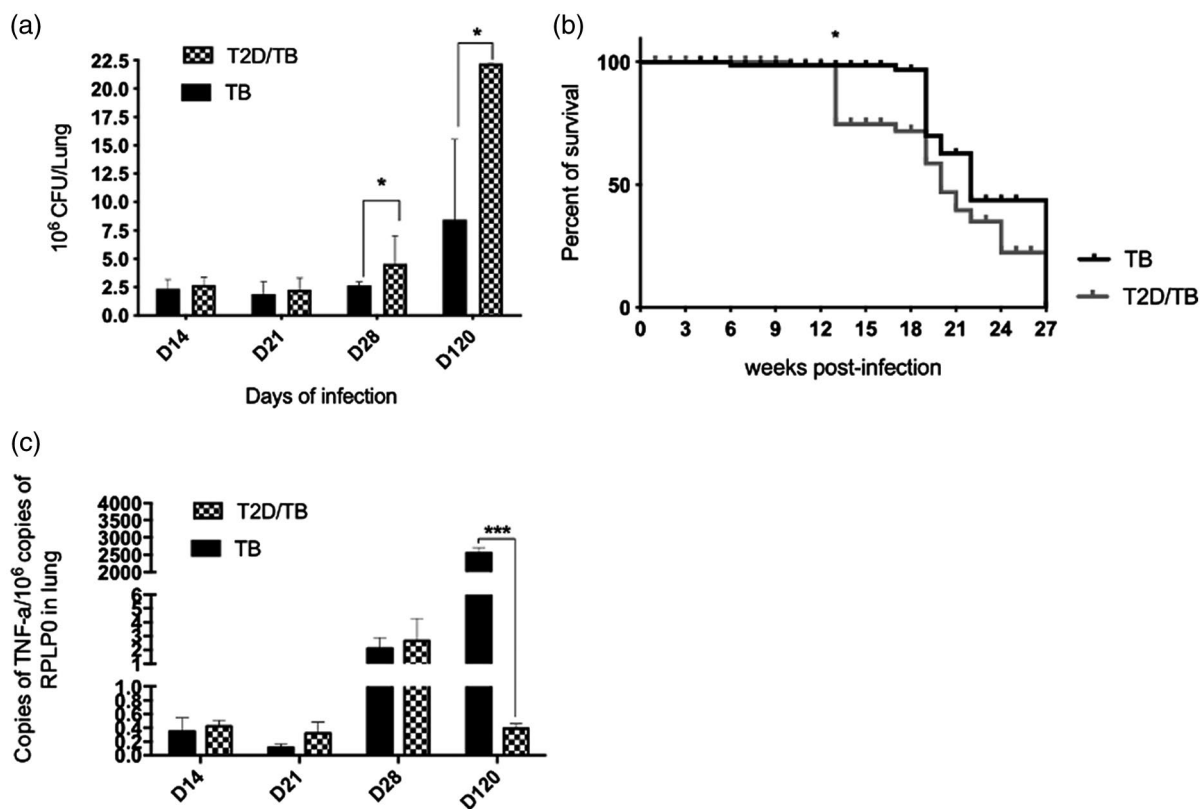 (a)
T2D/TB
TB
*
*
22.5
20.0
17.5
15.0
12.5
10.0
7.5
5.0
2.5
0.0
10⁶ CFU/Lung
D14 D21 D28 D120
Days of infection
(b)
*
100
50
0
Percent of survival
0 3 6 9 12 15 18 21 24 27
weeks post-infection
TB
T2D/TB
(c)
T2D/TB
TB
***
4000
3500
3000
2500
2000
6
5
4
3
2
1
1.0
0.8
0.6
0.4
0.2
0.0
Copies of TNF-a/10⁶ copies of
RPLP0 in lung
D14 D21 D28 D120